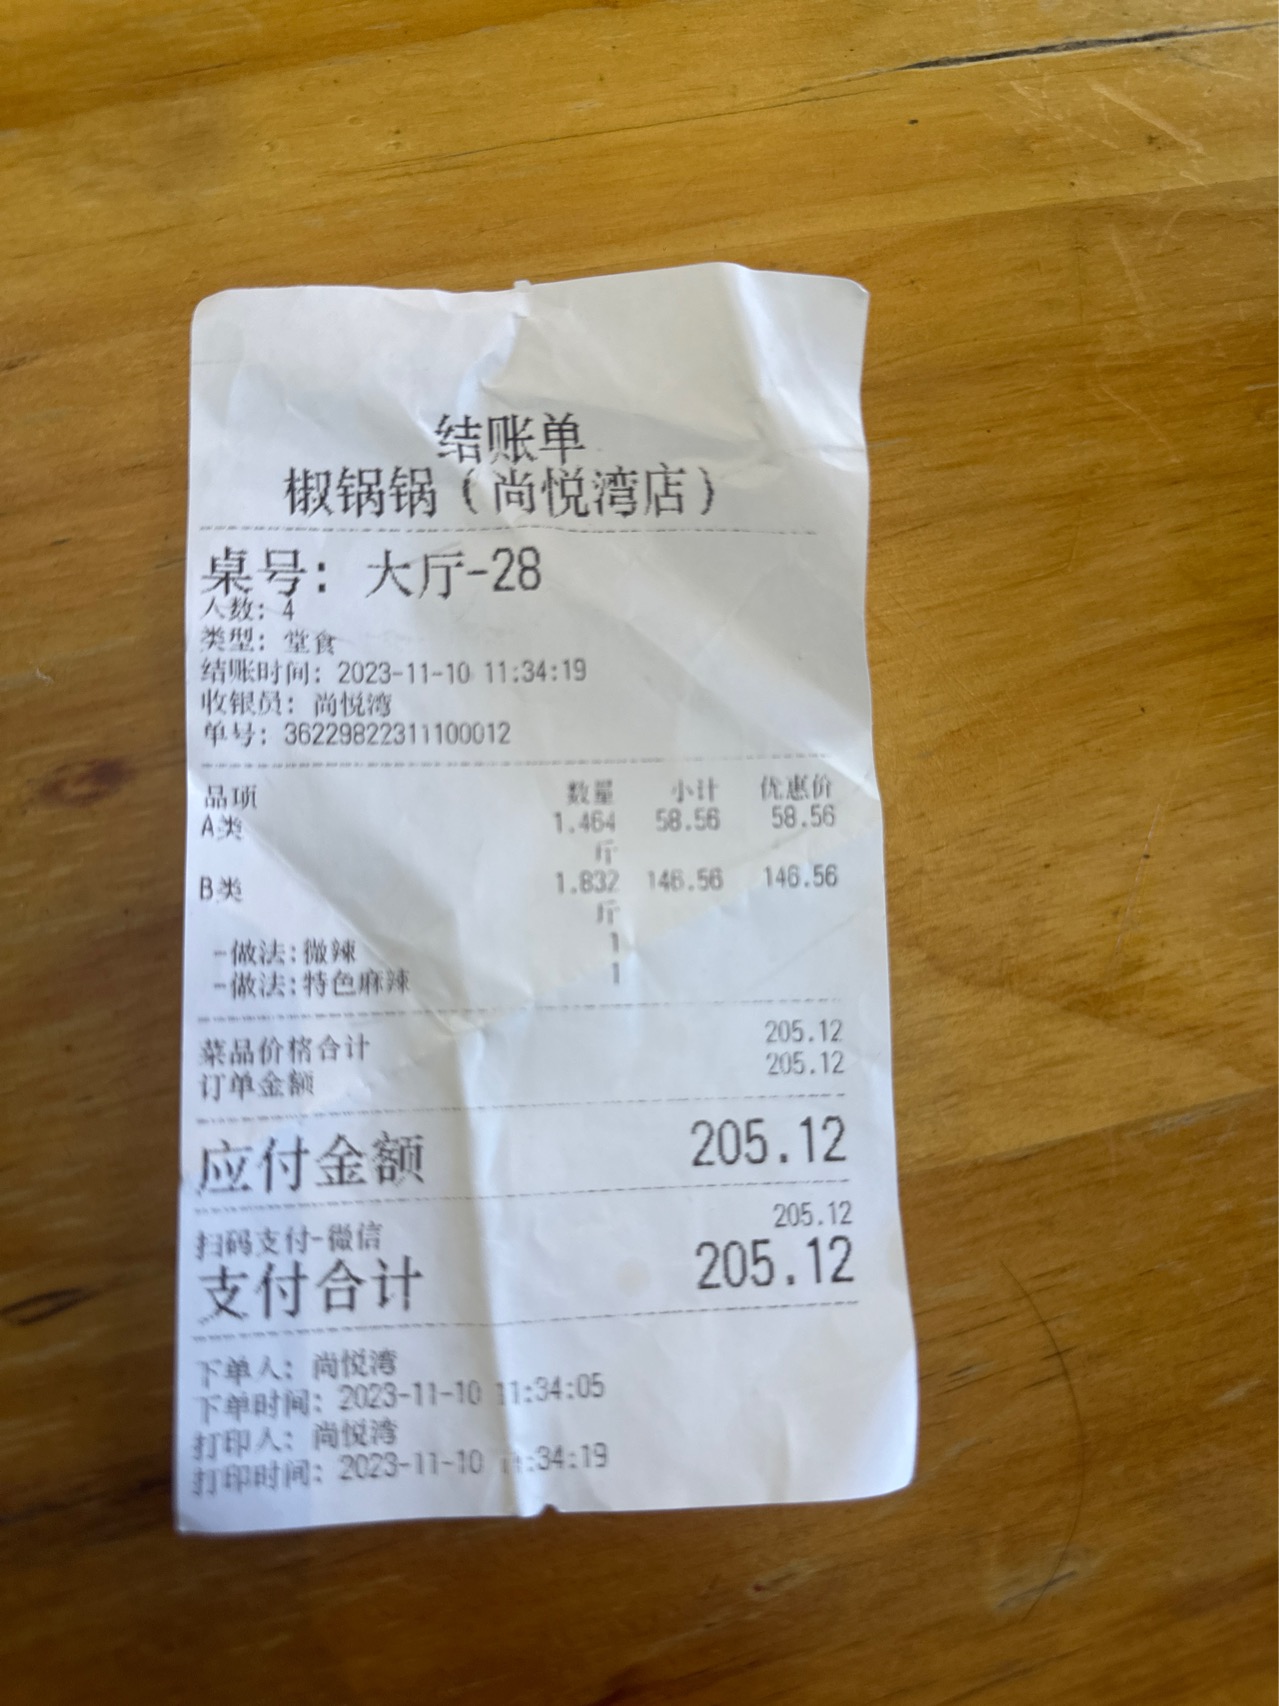 结账单
椒锅锅(尚悦湾店)
桌号: 大厅-28
人数: 4
类型: 堂食
结账时间: 2023-11-10 11:34:19
收银员: 尚悦湾
单号: 36229822311100012
品项 数量 小计 优惠价
A类 1.464 58.56 58.56
斤
B类 1.832 146.56 146.56
斤
-做法:微辣 1
-做法:特色麻辣 1
菜品价格合计 205.12
订单金额 205.12
应付金额 205.12
扫码支付-微信 205.12
支付合计 205.12
下单人: 尚悦湾
下单时间: 2023-11-10 11:34:05
打印人: 尚悦湾
打印时间: 2023-11-10 11:34:19